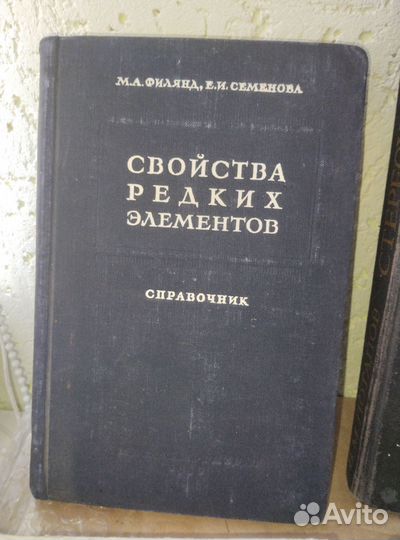 М.А.ФИЛЯНД, Е.И.СЕМЕНОВА
СВОЙСТВА
РЕДКИХ
ЭЛЕМЕНТОВ
СПРАВОЧНИК
Avito